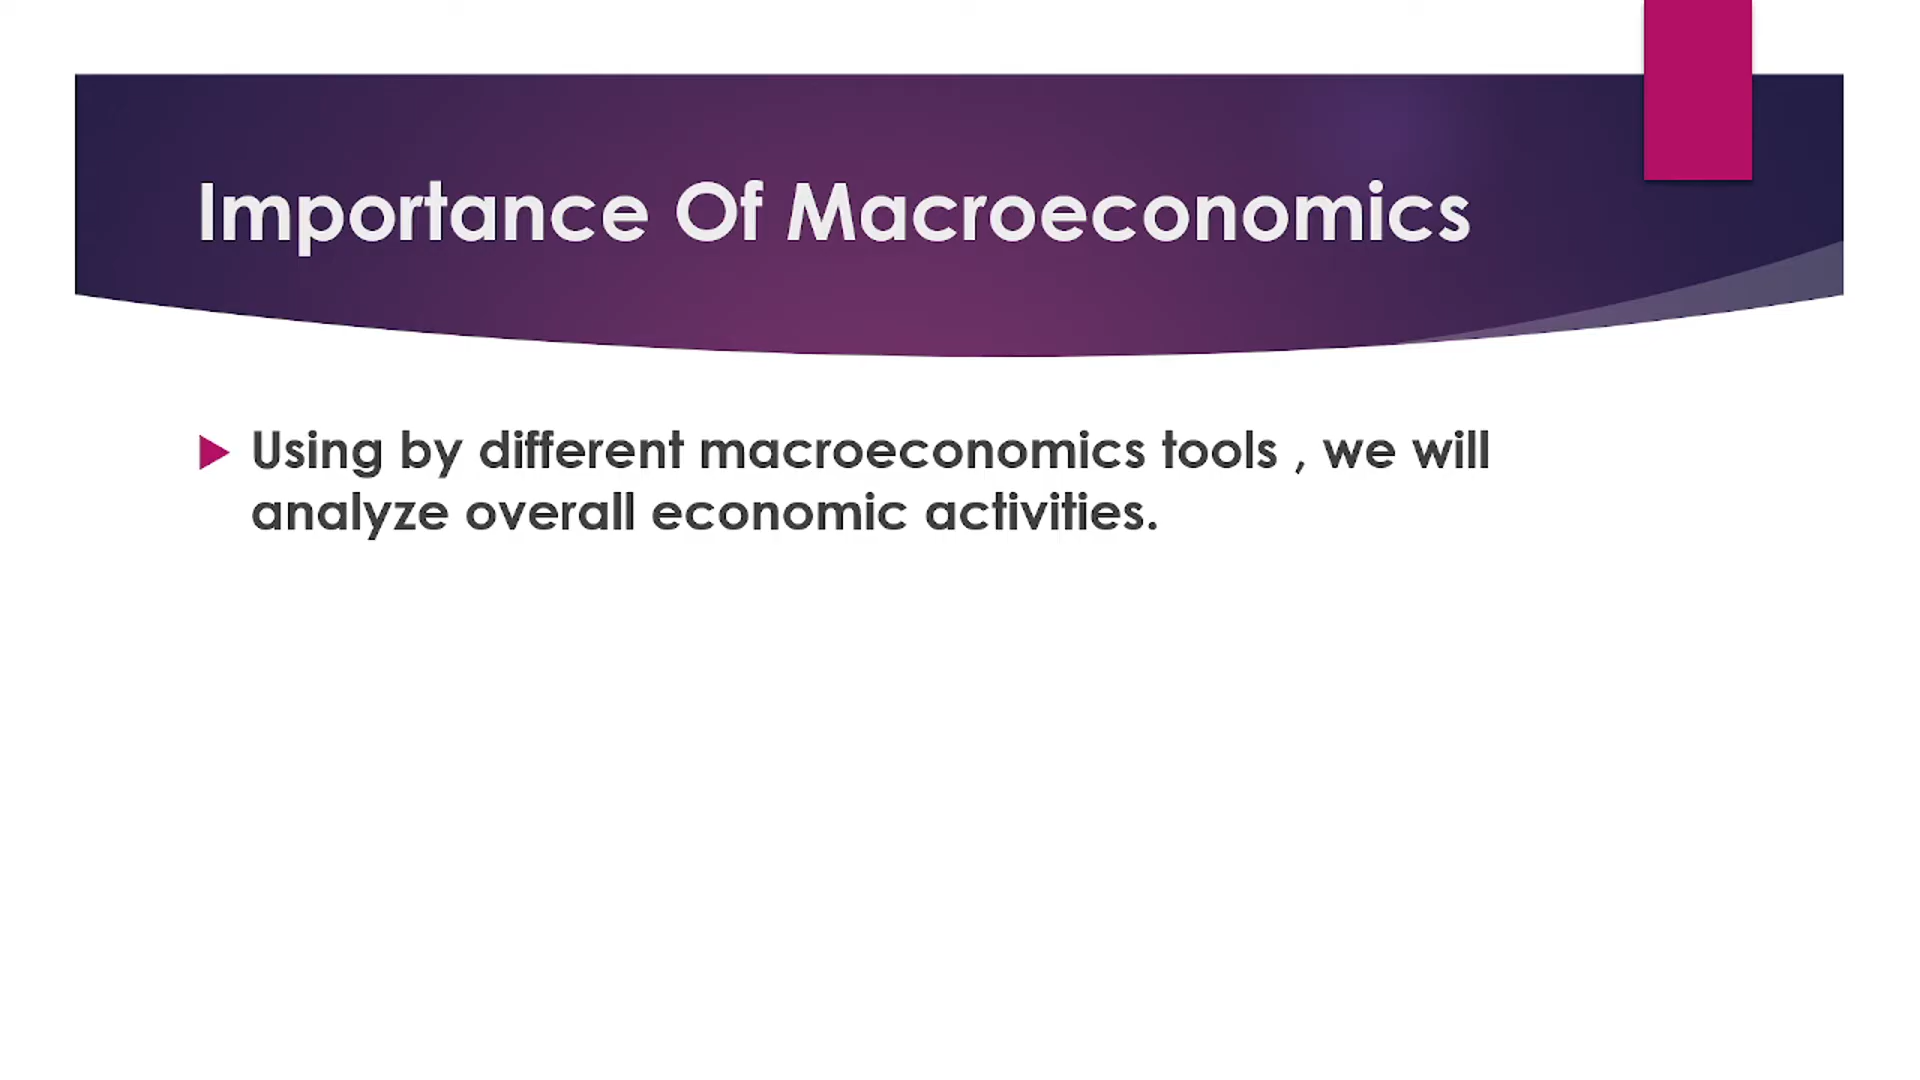 Importance Of Macroeconomics
Using by different macroeconomics tools , we will
analyze overall economic activities.